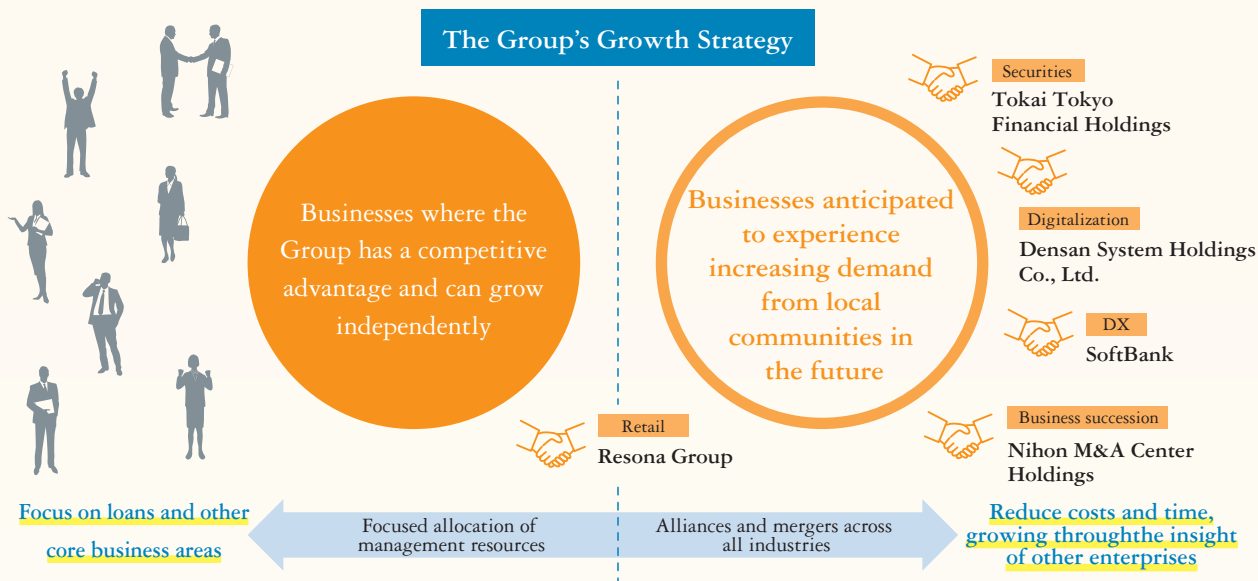 The Group's Growth Strategy
Businesses where the
Group has a competitive
advantage and can grow
independently
Businesses anticipated
to experience
increasing demand
from local
communities in
the future
Securities
Tokai Tokyo
Financial Holdings
Digitalization
Densan System Holdings
Co., Ltd.
DX
SoftBank
Business succession
Nihon M&A Center
Holdings
Retail
Resona Group
Focus on loans and other
core business areas
Focused allocation of
management resources
Alliances and mergers across
all industries
Reduce costs and time,
growing throughthe insight
of other enterprises